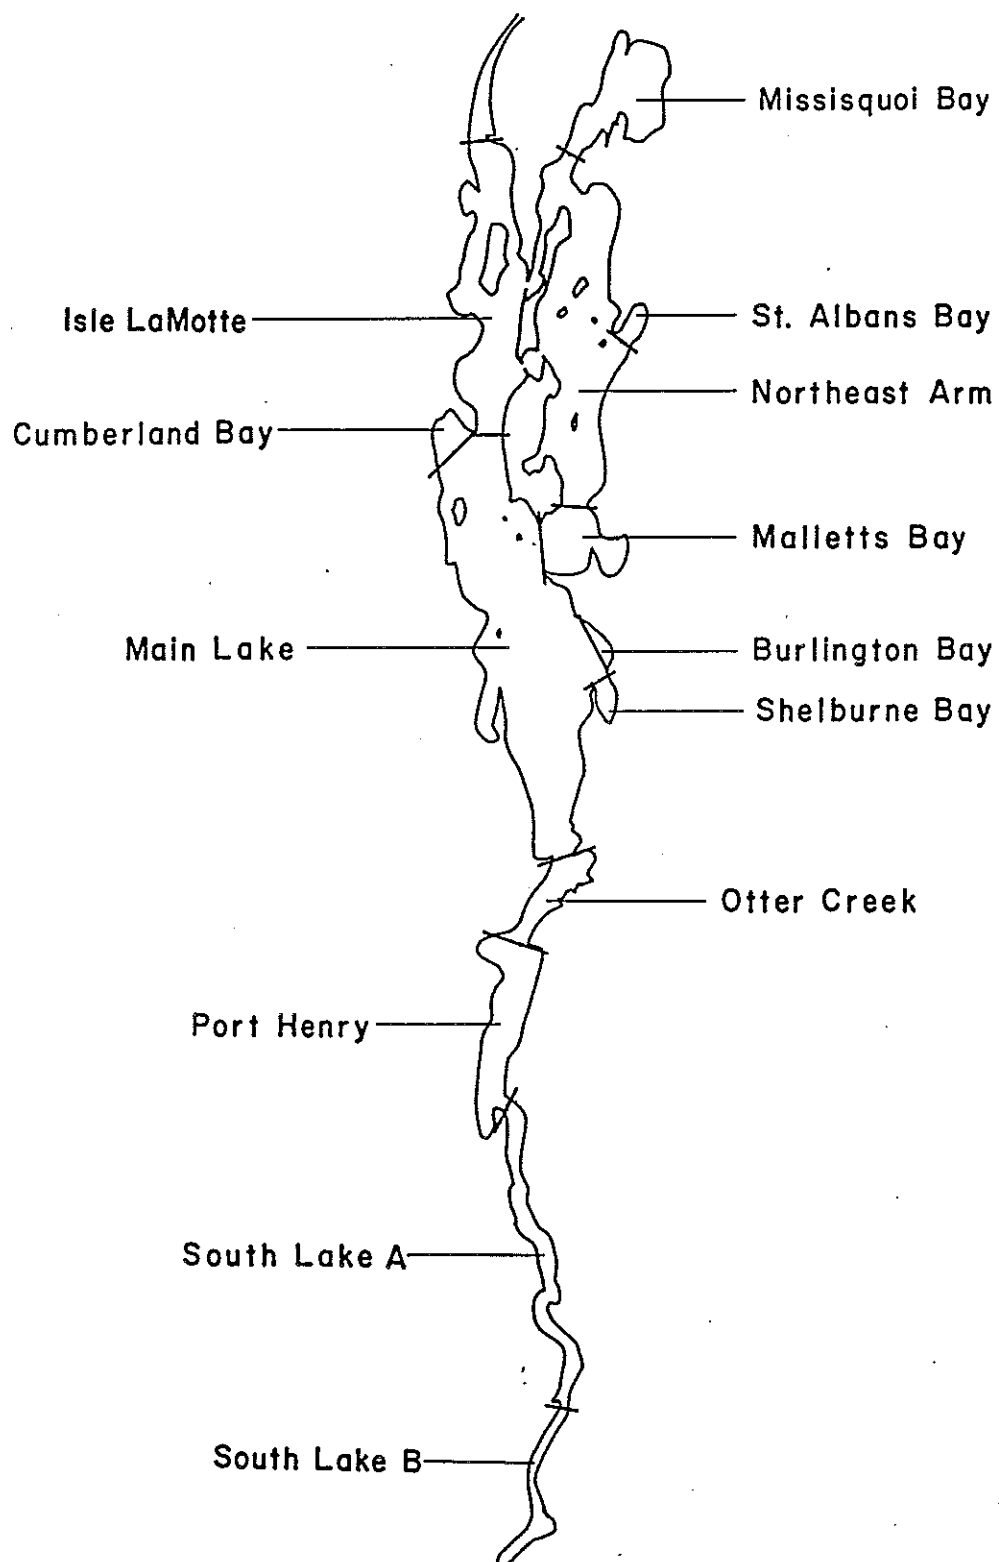 Missisquoi Bay
Isle LaMotte
St. Albans Bay
Northeast Arm
Cumberland Bay
Malletts Bay
Main Lake
Burlington Bay
Shelburne Bay
Otter Creek
Port Henry
South Lake A
South Lake B